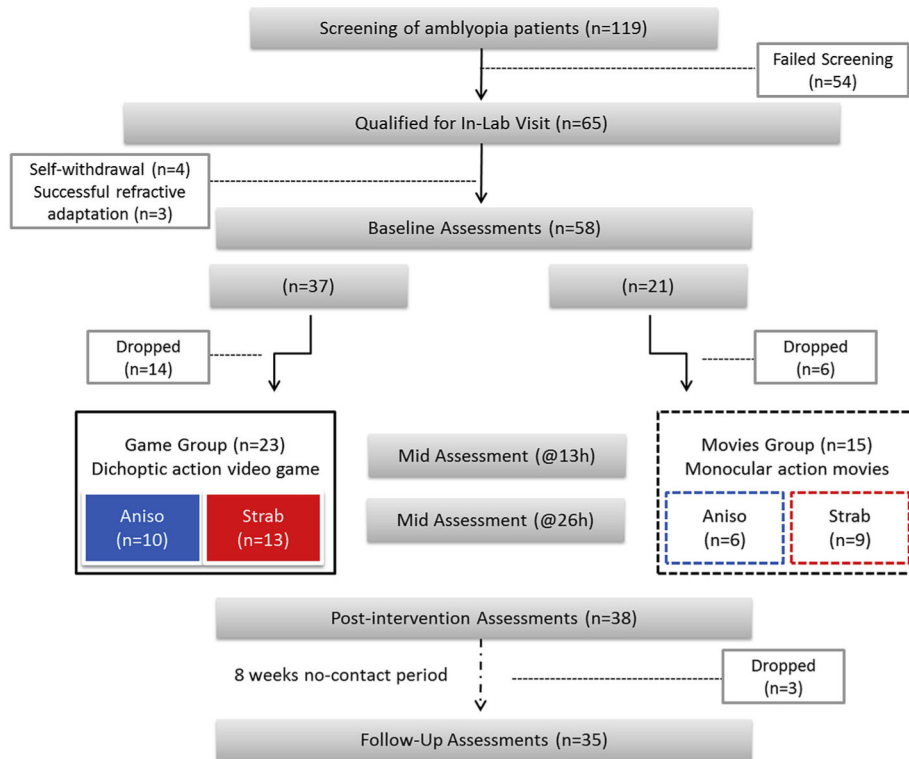 Screening of amblyopia patients (n=119)
Failed Screening
(n=54)
Qualified for In-Lab Visit (n=65)
Self-withdrawal (n=4)
Successful refractive
adaptation (n=3)
Baseline Assessments (n=58)
(n=37)
(n=21)
Dropped
(n=14)
Dropped
(n=6)
Game Group (n=23)
Dichoptic action video game
Aniso
(n=10)
Strab
(n=13)
Mid Assessment (@13h)
Mid Assessment (@26h)
Movies Group (n=15)
Monocular action movies
Aniso
(n=6)
Strab
(n=9)
Post-intervention Assessments (n=38)
8 weeks no-contact period
Dropped
(n=3)
Follow-Up Assessments (n=35)